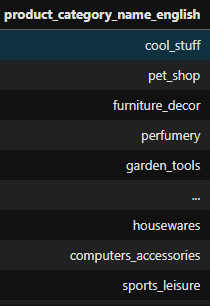 product_category_name_english
cool_stuff
pet_shop
furniture_decor
perfumery
garden_tools
...
housewares
computers_accessories
sports_leisure